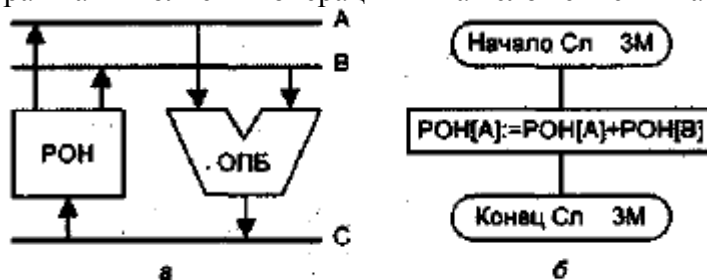 A
B
РОН
ОПБ
C
а
Начало Сл ЗМ
РОН[A]:=РОН[A]+РОН[B]
Конец Сл ЗМ
б